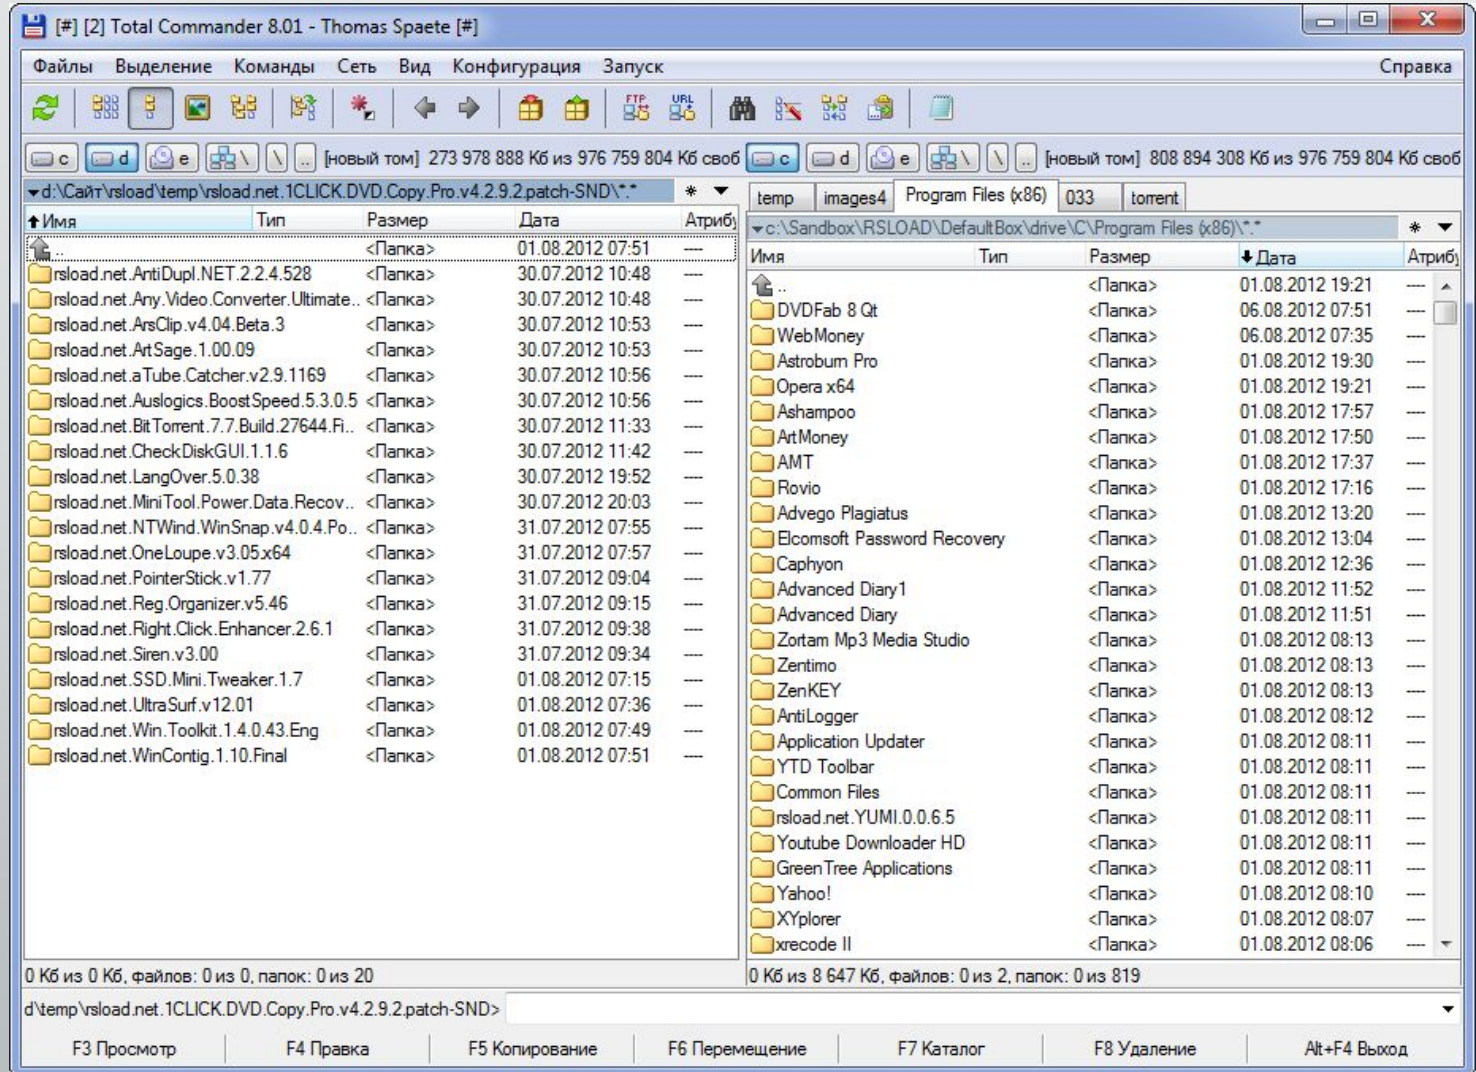 [#] [2] Total Commander 8.01 - Thomas Spaete [#]
Файлы Выделение Команды Сеть Вид Конфигурация Запуск Справка
FTP URL
c d e \ \ .. [новый том] 273 978 888 Кб из 976 759 804 Кб своб
d:\Сайт\rsload\temp\rsload.net.1CLICK.DVD.Copy.Pro.v4.2.9.2.patch-SND\*.* *
Имя Тип Размер Дата Атрибу
.. <Папка> 01.08.2012 07:51 ----
rsload.net.AntiDupl.NET.2.2.4.528 <Папка> 30.07.2012 10:48 ----
rsload.net.Any.Video.Converter.Ultimate.. <Папка> 30.07.2012 10:48 ----
rsload.net.ArsClip.v4.04.Beta.3 <Папка> 30.07.2012 10:53 ----
rsload.net.ArtSage.1.00.09 <Папка> 30.07.2012 10:53 ----
rsload.net.aTube.Catcher.v2.9.1169 <Папка> 30.07.2012 10:56 ----
rsload.net.Auslogics.BoostSpeed.5.3.0.5 <Папка> 30.07.2012 10:56 ----
rsload.net.BitTorrent.7.7.Build.27644.Fi.. <Папка> 30.07.2012 11:33 ----
rsload.net.CheckDiskGUI.1.1.6 <Папка> 30.07.2012 11:42 ----
rsload.net.LangOver.5.0.38 <Папка> 30.07.2012 19:52 ----
rsload.net.MiniTool.Power.Data.Recov.. <Папка> 30.07.2012 20:03 ----
rsload.net.NTWind.WinSnap.v4.0.4.Po.. <Папка> 31.07.2012 07:55 ----
rsload.net.OneLoupe.v3.05.x64 <Папка> 31.07.2012 07:57 ----
rsload.net.PointerStick.v1.77 <Папка> 31.07.2012 09:04 ----
rsload.net.Reg.Organizer.v5.46 <Папка> 31.07.2012 09:15 ----
rsload.net.Right.Click.Enhancer.2.6.1 <Папка> 31.07.2012 09:38 ----
rsload.net.Siren.v3.00 <Папка> 31.07.2012 09:34 ----
rsload.net.SSD.Mini.Tweaker.1.7 <Папка> 01.08.2012 07:15 ----
rsload.net.UltraSurf.v12.01 <Папка> 01.08.2012 07:36 ----
rsload.net.Win.Toolkit.1.4.0.43.Eng <Папка> 01.08.2012 07:49 ----
rsload.net.WinContig.1.10.Final <Папка> 01.08.2012 07:51 ----
0 Кб из 0 Кб, файлов: 0 из 0, папок: 0 из 20
c d e \ \ .. [новый том] 808 894 308 Кб из 976 759 804 Кб своб
temp images4 Program Files (x86) 033 torrent
c:\Sandbox\RSLOAD\DefaultBox\drive\C\Program Files (x86)\*.* *
Имя Тип Размер Дата Атрибу
.. <Папка> 01.08.2012 19:21 ----
DVDFab 8 Qt <Папка> 06.08.2012 07:51 ----
WebMoney <Папка> 06.08.2012 07:35 ----
Astroburn Pro <Папка> 01.08.2012 19:30 ----
Opera x64 <Папка> 01.08.2012 19:21 ----
Ashampoo <Папка> 01.08.2012 17:57 ----
ArtMoney <Папка> 01.08.2012 17:50 ----
AMT <Папка> 01.08.2012 17:37 ----
Rovio <Папка> 01.08.2012 17:16 ----
Advego Plagiatus <Папка> 01.08.2012 13:20 ----
Elcomsoft Password Recovery <Папка> 01.08.2012 13:04 ----
Caphyon <Папка> 01.08.2012 12:36 ----
Advanced Diary1 <Папка> 01.08.2012 11:52 ----
Advanced Diary <Папка> 01.08.2012 11:51 ----
Zortam Mp3 Media Studio <Папка> 01.08.2012 08:13 ----
Zentimo <Папка> 01.08.2012 08:13 ----
ZenKEY <Папка> 01.08.2012 08:13 ----
AntiLogger <Папка> 01.08.2012 08:12 ----
Application Updater <Папка> 01.08.2012 08:11 ----
YTD Toolbar <Папка> 01.08.2012 08:11 ----
Common Files <Папка> 01.08.2012 08:11 ----
rsload.net.YUMI.0.0.6.5 <Папка> 01.08.2012 08:11 ----
Youtube Downloader HD <Папка> 01.08.2012 08:11 ----
GreenTree Applications <Папка> 01.08.2012 08:11 ----
Yahoo! <Папка> 01.08.2012 08:10 ----
XYplorer <Папка> 01.08.2012 08:07 ----
xrecode II <Папка> 01.08.2012 08:06 ----
0 Кб из 8 647 Кб, файлов: 0 из 2, папок: 0 из 819
d\temp\rsload.net.1CLICK.DVD.Copy.Pro.v4.2.9.2.patch-SND>
F3 Просмотр F4 Правка F5 Копирование F6 Перемещение F7 Каталог F8 Удаление Alt+F4 Выход